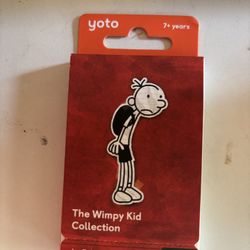 yoto
7+ years
The Wimpy Kid
Collection